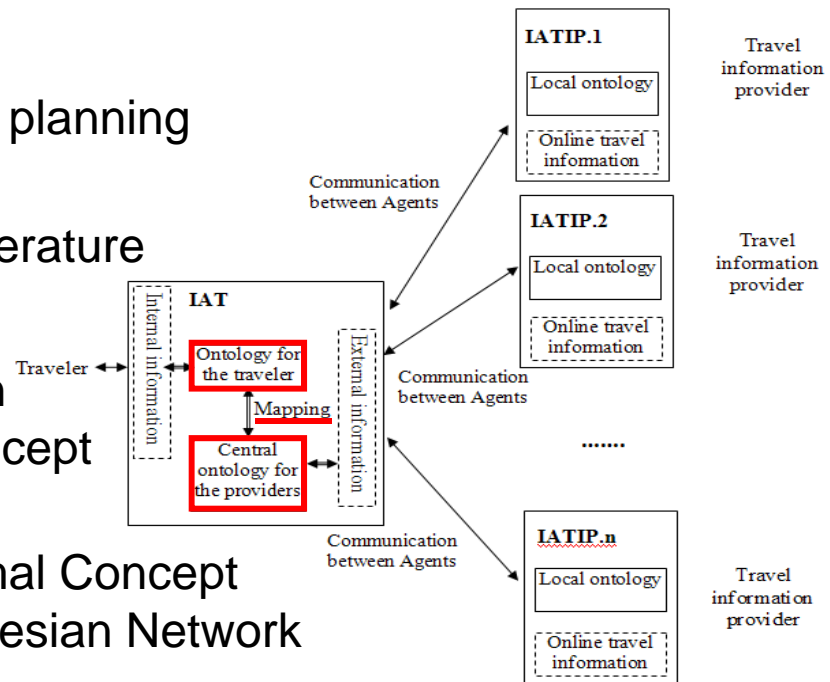 planning
erature
cept
nal Concept
esian Network
Traveler
IAT
Internal information
Ontology for
the traveler
Mapping
Central
ontology for
the providers
External information
Communication
between Agents
Communication
between Agents
Communication
between Agents
IATIP.1
Local ontology
Online travel
information
Travel
information
provider
IATIP.2
Local ontology
Online travel
information
Travel
information
provider
.......
IATIP.n
Local ontology
Online travel
information
Travel
information
provider